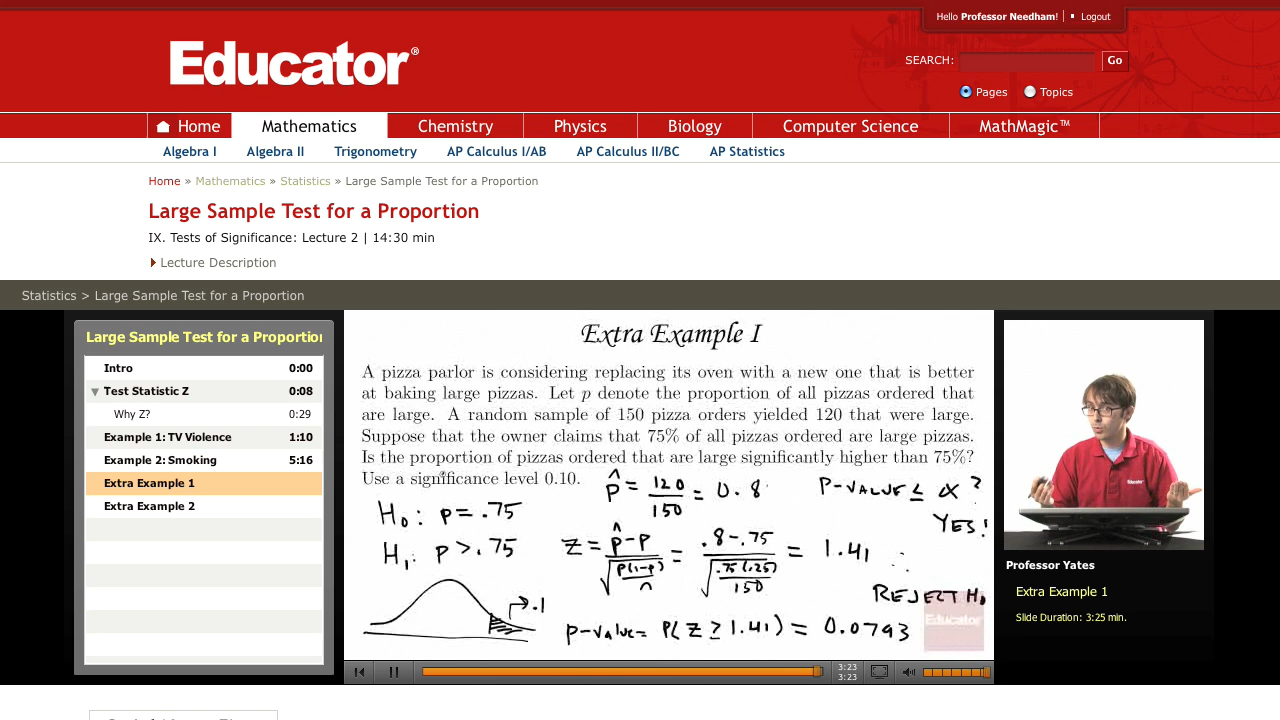 Hello Professor Needham! Logout
Educator®
SEARCH: Go
Pages Topics
Home Mathematics Chemistry Physics Biology Computer Science MathMagic™
Algebra I Algebra II Trigonometry AP Calculus I/AB AP Calculus II/BC AP Statistics
Home » Mathematics » Statistics » Large Sample Test for a Proportion
Large Sample Test for a Proportion
IX. Tests of Significance: Lecture 2 | 14:30 min
Lecture Description
Statistics > Large Sample Test for a Proportion
Large Sample Test for a Proportion
Intro 0:00
Test Statistic Z 0:08
Why Z? 0:29
Example 1: TV Violence 1:10
Example 2: Smoking 5:16
Extra Example 1
Extra Example 2
Extra Example I
A pizza parlor is considering replacing its oven with a new one that is better
at baking large pizzas. Let p denote the proportion of all pizzas ordered that
are large. A random sample of 150 pizza orders yielded 120 that were large.
Suppose that the owner claims that 75% of all pizzas ordered are large pizzas.
Is the proportion of pizzas ordered that are large significantly higher than 75%?
Use a significance level 0.10.
p̂ = 120/150 = 0.8
P-VALUE ≤ α ?
YES!
H₀: p = .75
H₁: p > .75
Z = p̂-p/√(p(1-p)/n) = .8-.75/√(.75(.25)/150) = 1.41 ∴
REJECT H₀
.1
p-value = P(Z ≥ 1.41) = 0.0793
Educator
3:23
3:23
Educator
Professor Yates
Extra Example 1
Slide Duration: 3:25 min.